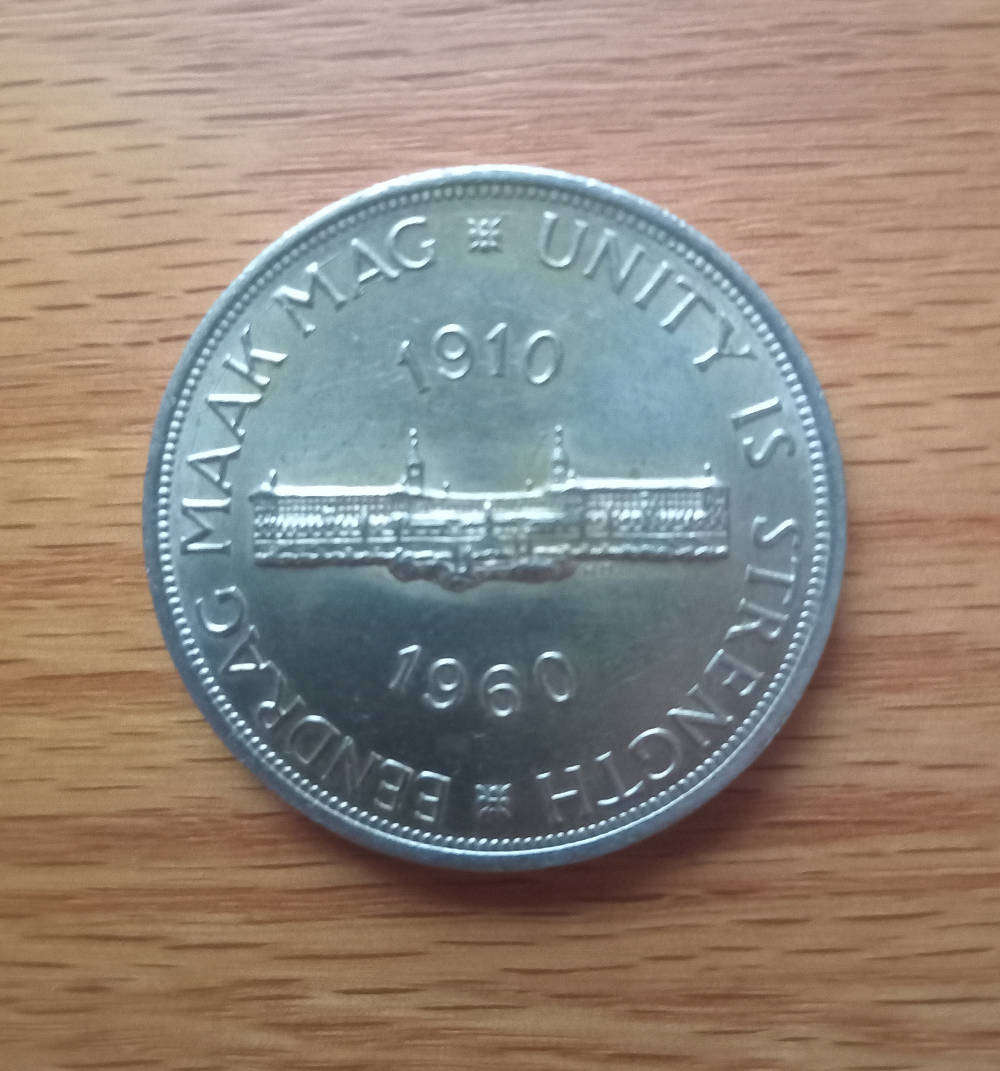 EENDRAG MAAK MAG
UNITY IS STRENGTH
1910
1960